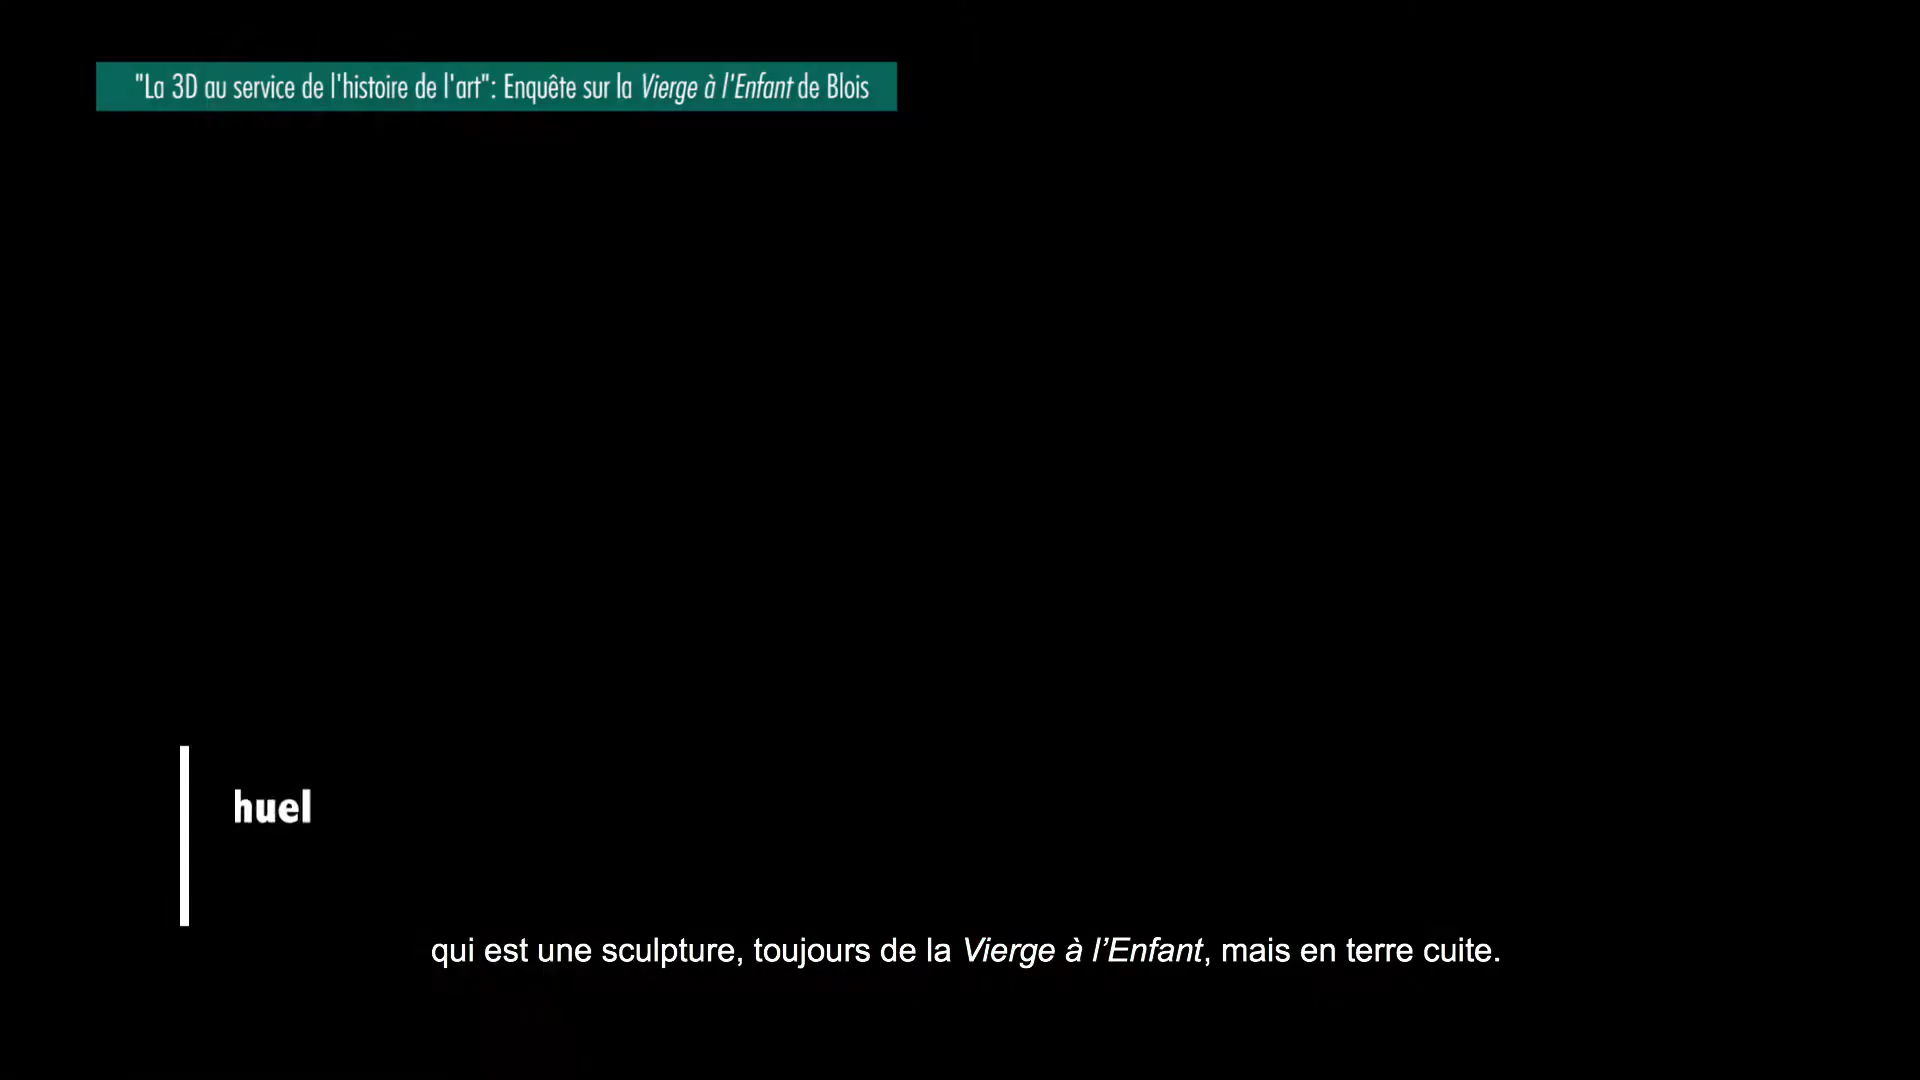 "La 3D au service de l'histoire de l'art": Enquête sur la Vierge à l'Enfant de Blois
huel
qui est une sculpture, toujours de la Vierge à l’Enfant, mais en terre cuite.